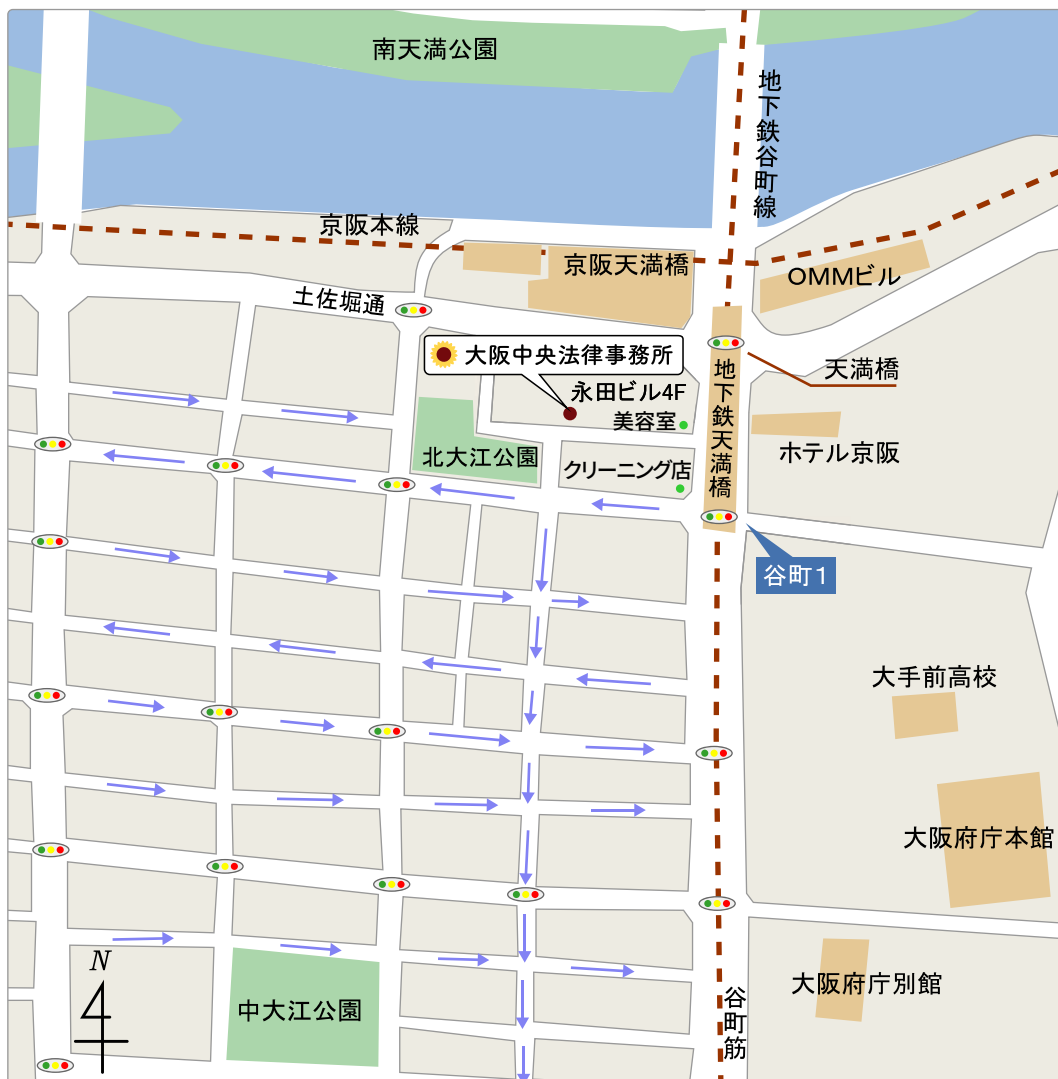 南天満公園
地下鉄谷町線
京阪本線
京阪天満橋
OMMビル
土佐堀通
大阪中央法律事務所
天満橋
永田ビル4F
美容室
地下鉄天満橋
北大江公園
クリーニング店
ホテル京阪
谷町1
大手前高校
大阪府庁本館
N
中大江公園
大阪府庁別館
谷町筋